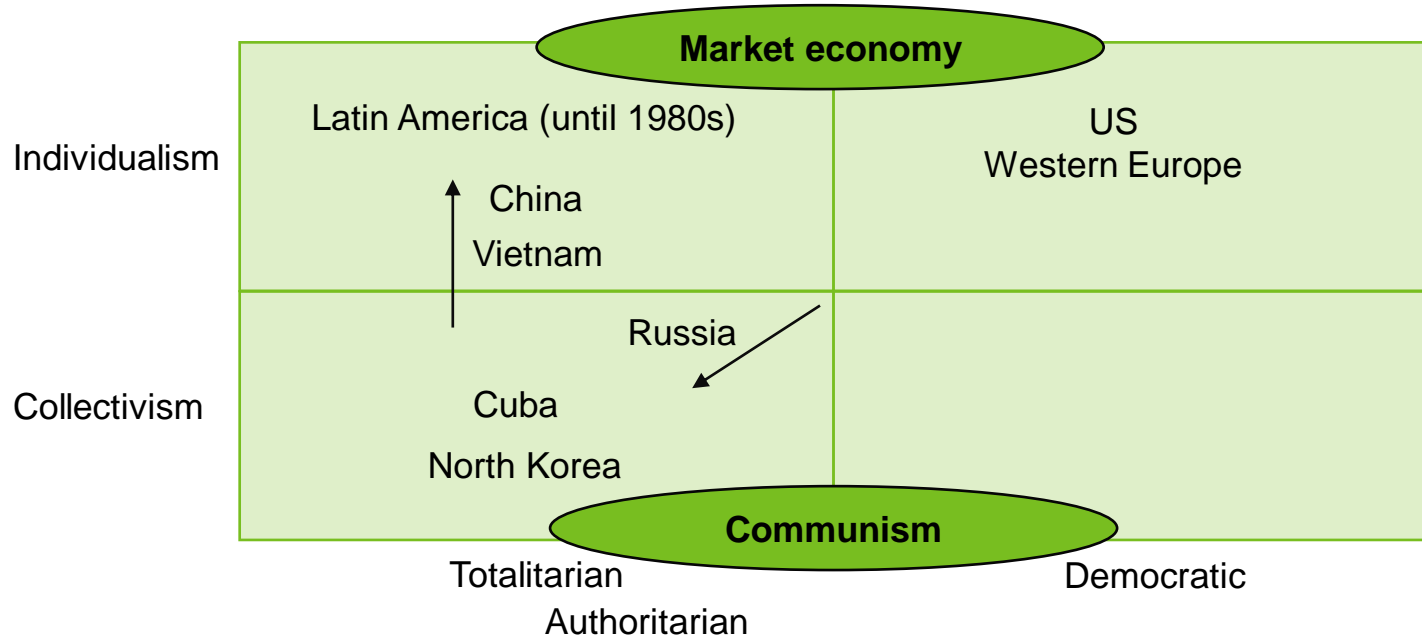 Market economy
Latin America (until 1980s)
US
Individualism
Western Europe
China
Vietnam
Russia
Collectivism
Cuba
North Korea
Communism
Totalitarian
Democratic
Authoritarian